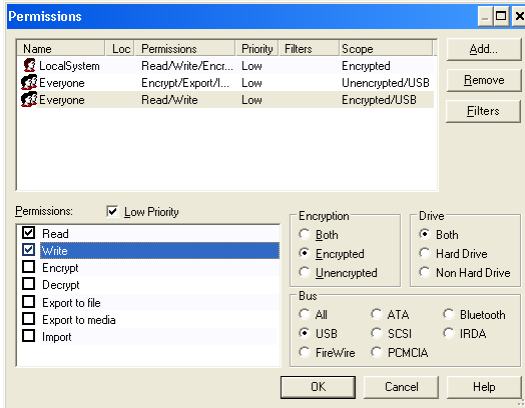 Permissions
Name Loc Permissions Priority Filters Scope
LocalSystem Read/Write/Encr... Low Encrypted
Everyone Encrypt/Export/I... Low Unencrypted/USB
Everyone Read/Write Low Encrypted/USB
Add...
Remove
Filters
Permissions: Low Priority
Read
Write
Encrypt
Decrypt
Export to file
Export to media
Import
Encryption
Both
Encrypted
Unencrypted
Drive
Both
Hard Drive
Non Hard Drive
Bus
All ATA Bluetooth
USB SCSI IRDA
FireWire PCMCIA
OK Cancel Help